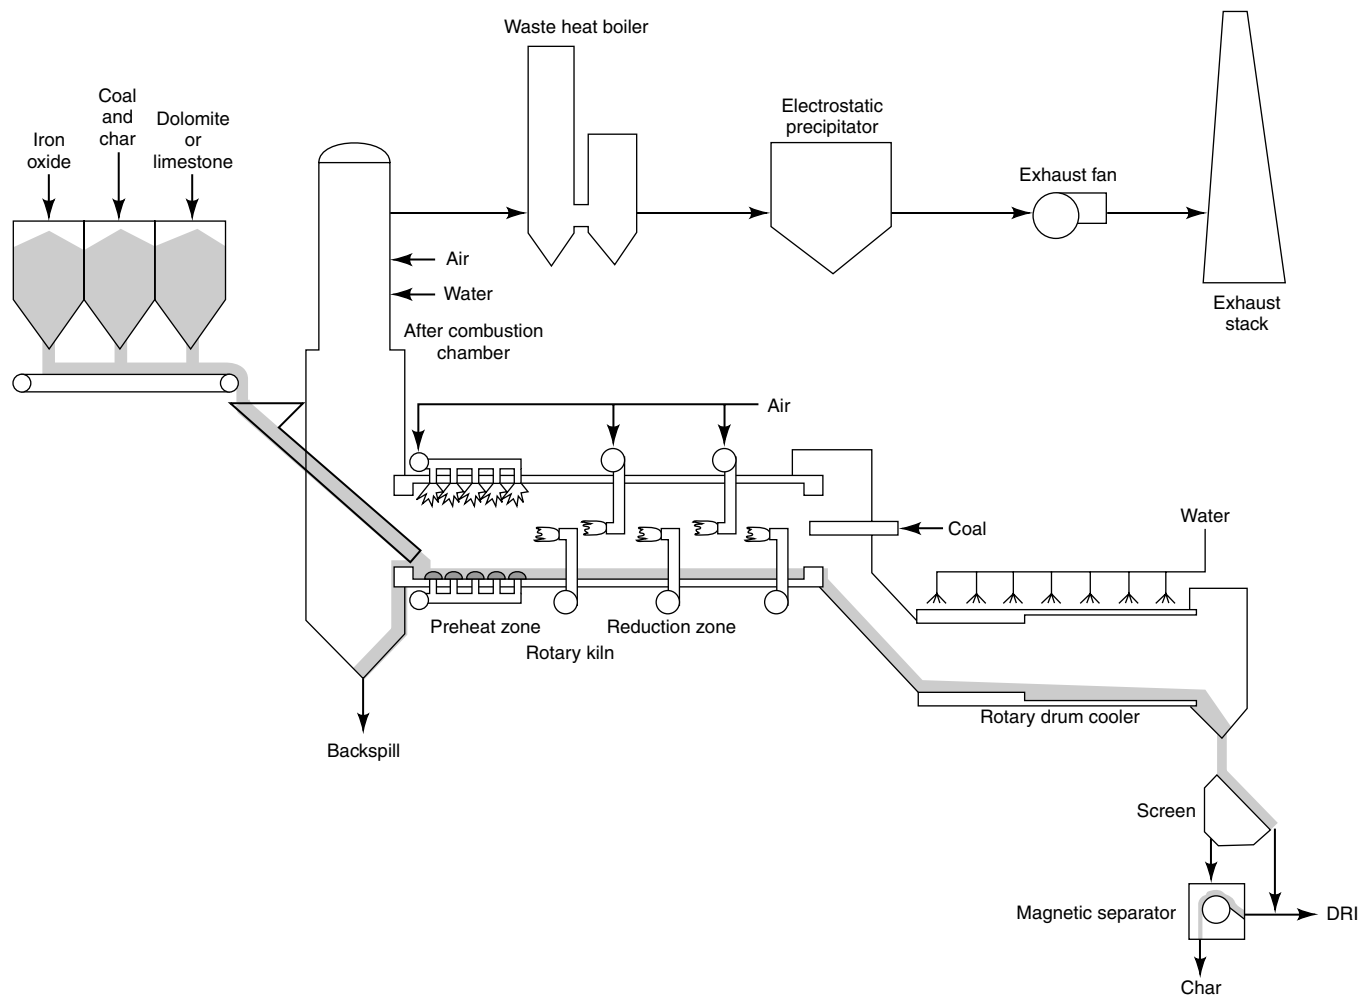 Waste heat boiler
Coal
and
char
Dolomite
or
limestone
Iron
oxide
Electrostatic
precipitator
Exhaust fan
Air
Water
Exhaust
stack
After combustion
chamber
Air
Coal
Water
Preheat zone
Reduction zone
Rotary kiln
Rotary drum cooler
Backspill
Screen
Magnetic separator
DRI
Char